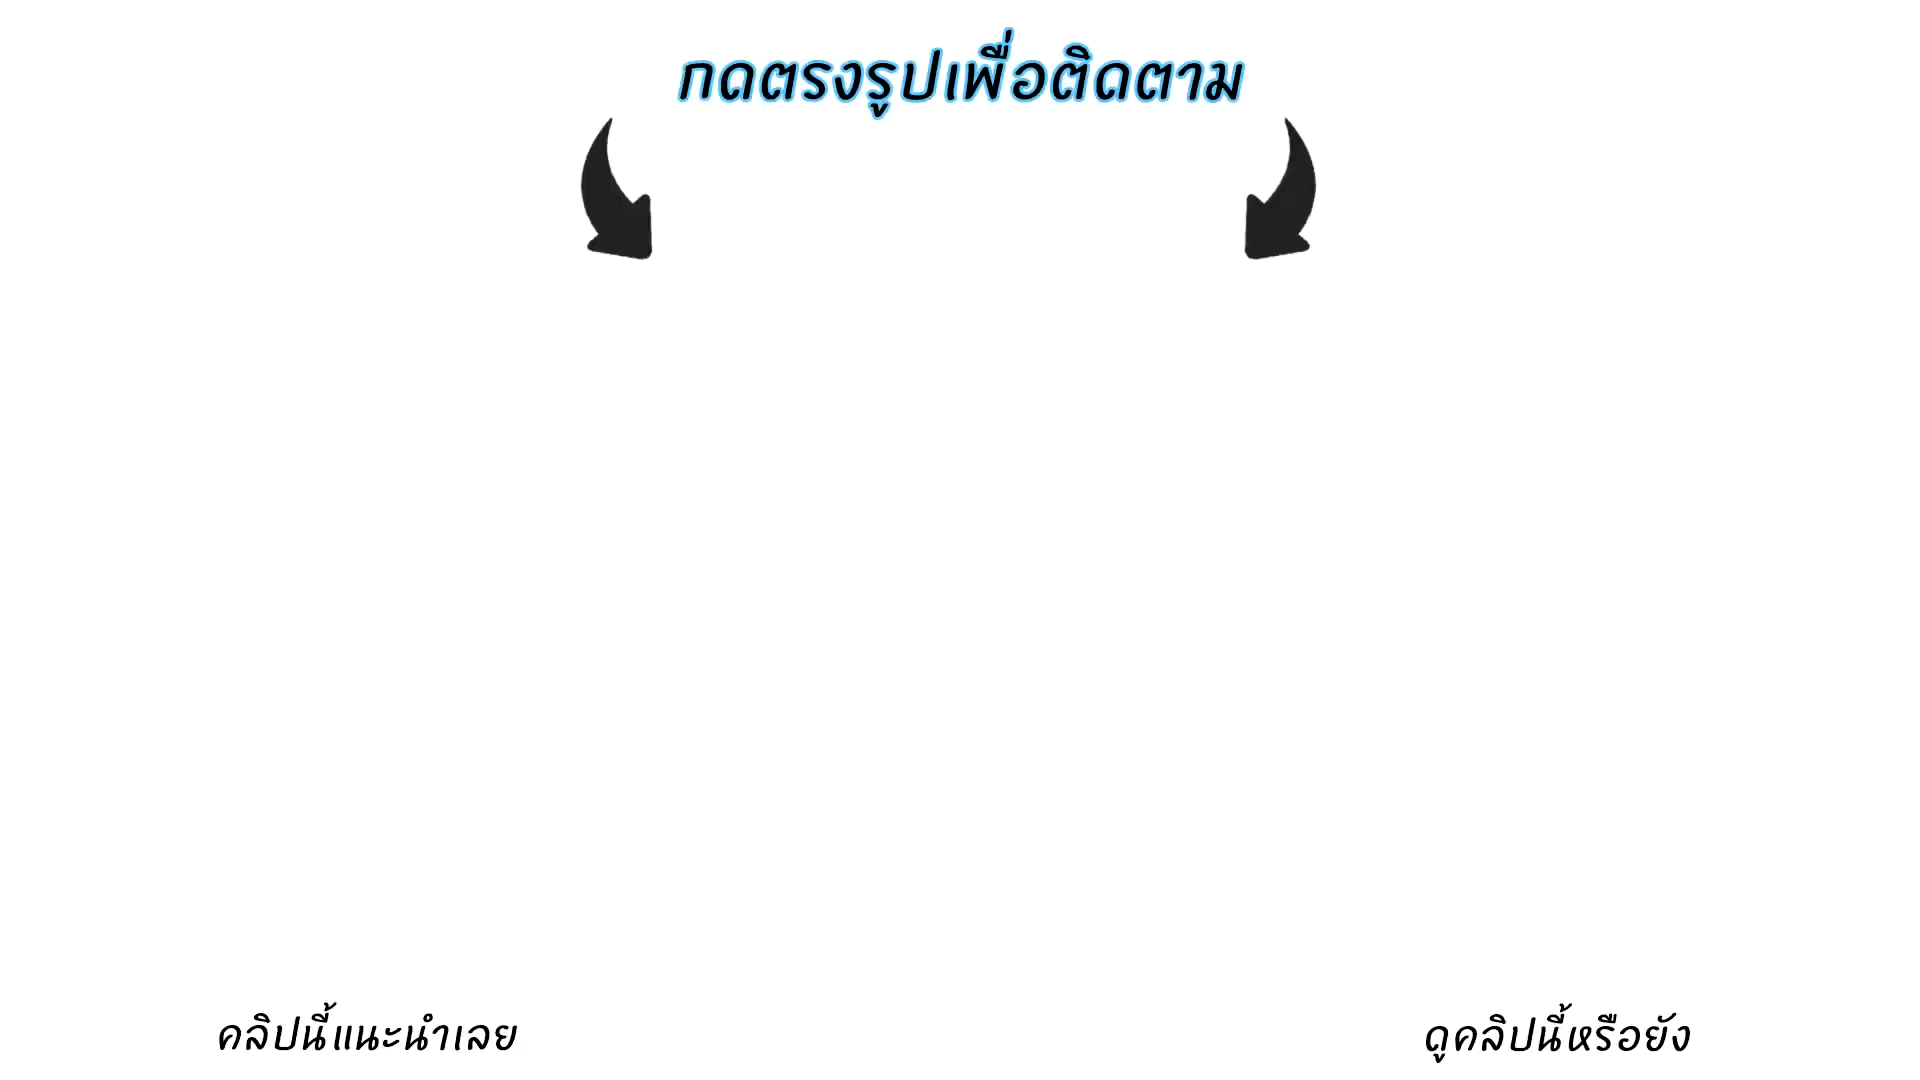 กดตรงรูปเพื่อติดตาม
คลิปนี้แนะนำเลย
ดูคลิปนี้หรือยัง